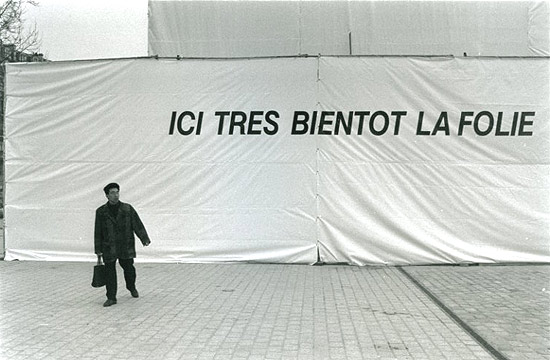 ICI TRES BIENTOT LA FOLIE